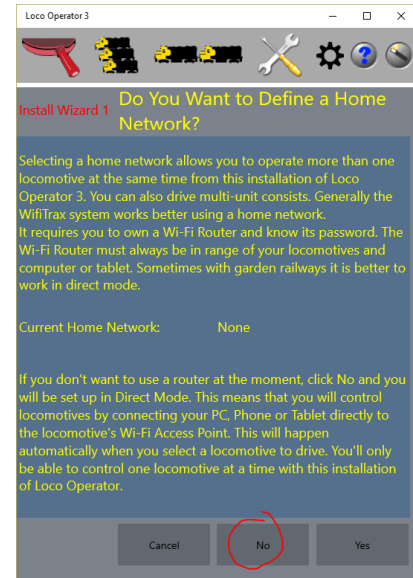 Loco Operator 3
Install Wizard 1
Do You Want to Define a Home
Network?
Selecting a home network allows you to operate more than one
locomotive at the same time from this installation of Loco
Operator 3. You can also drive multi-unit consists. Generally the
WifiTrax system works better using a home network.
It requires you to own a Wi-Fi Router and know its password. The
Wi-Fi Router must always be in range of your locomotives and
computer or tablet. Sometimes with garden railways it is better to
work in direct mode.
Current Home Network: None
If you don't want to use a router at the moment, click No and you
will be set up in Direct Mode. This means that you will control
locomotives by connecting your PC, Phone or Tablet directly to
the locomotive's Wi-Fi Access Point. This will happen
automatically when you select a locomotive to drive. You'll only
be able to control one locomotive at a time with this installation
of Loco Operator.
Cancel No Yes